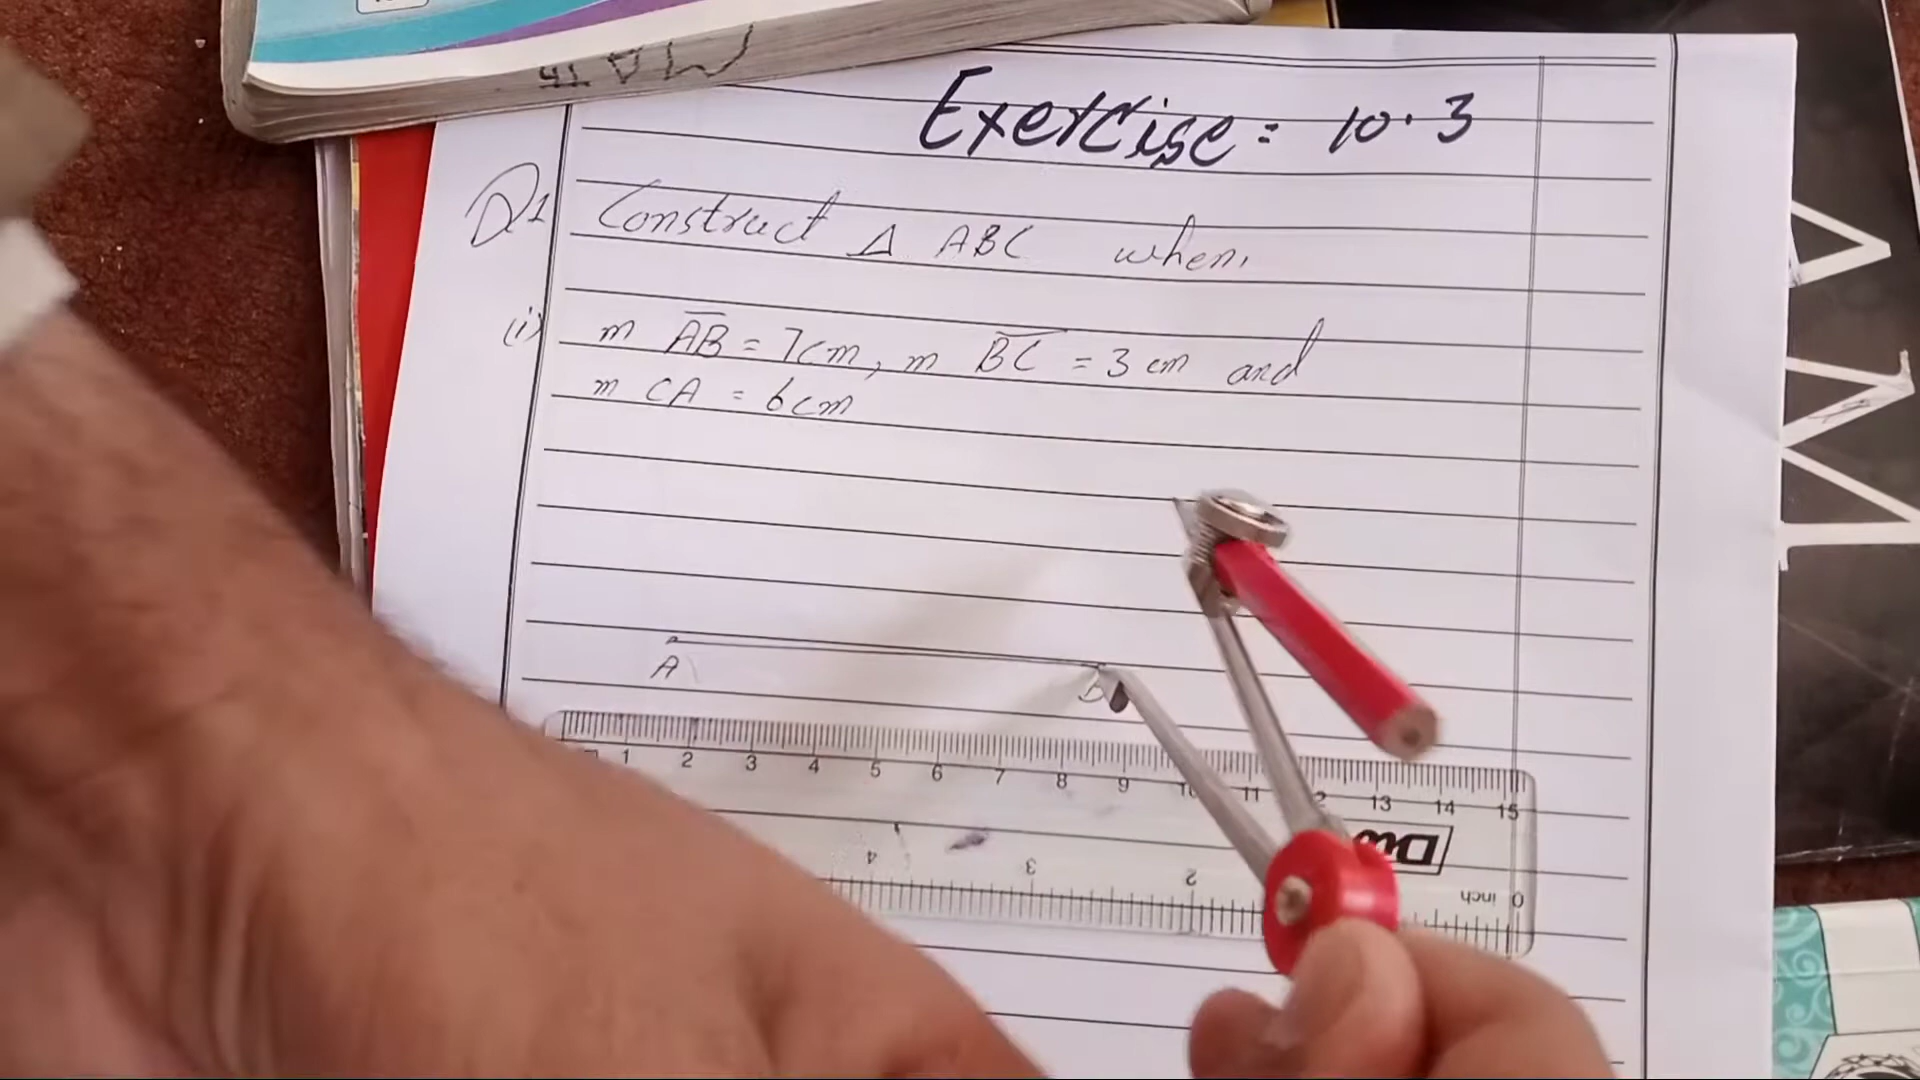 MATH
Exercise = 10.3
Q1 Construct Δ ABC when,
(i) m AB = 7cm, m BC = 3 cm and
m CA = 6cm
A B
1 2 3 4 5 6 7 8 9 10 11 12 13 14 15
4 3 2 inch 0